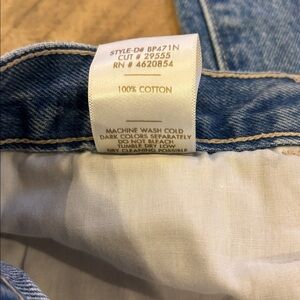 STYLE-D# BP471N
CUT # 29555
RN # 4620854
100% COTTON
MACHINE WASH COLD
DARK COLORS SEPARATELY
DO NOT BLEACH
TUMBLE DRY LOW
DRY CLEANING POSSIBLE